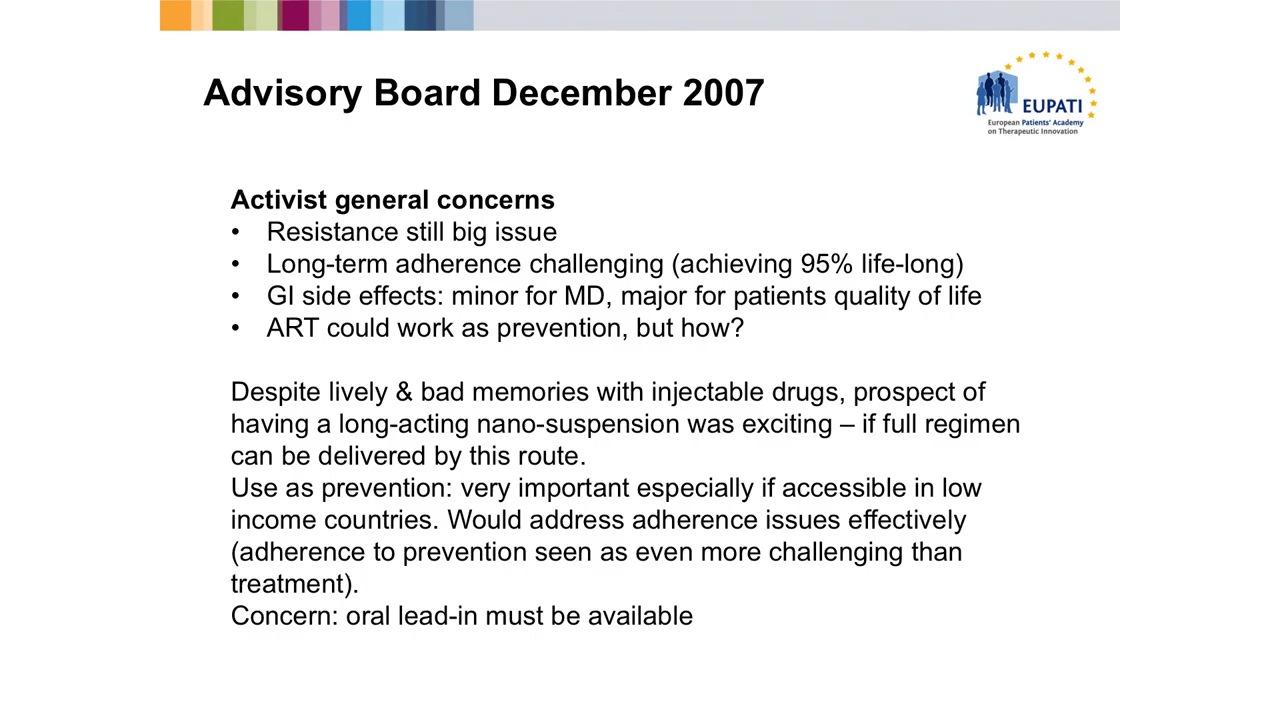 Advisory Board December 2007
EUPATI
European Patients' Academy
on Therapeutic Innovation
Activist general concerns
• Resistance still big issue
• Long-term adherence challenging (achieving 95% life-long)
• GI side effects: minor for MD, major for patients quality of life
• ART could work as prevention, but how?
Despite lively & bad memories with injectable drugs, prospect of
having a long-acting nano-suspension was exciting – if full regimen
can be delivered by this route.
Use as prevention: very important especially if accessible in low
income countries. Would address adherence issues effectively
(adherence to prevention seen as even more challenging than
treatment).
Concern: oral lead-in must be available